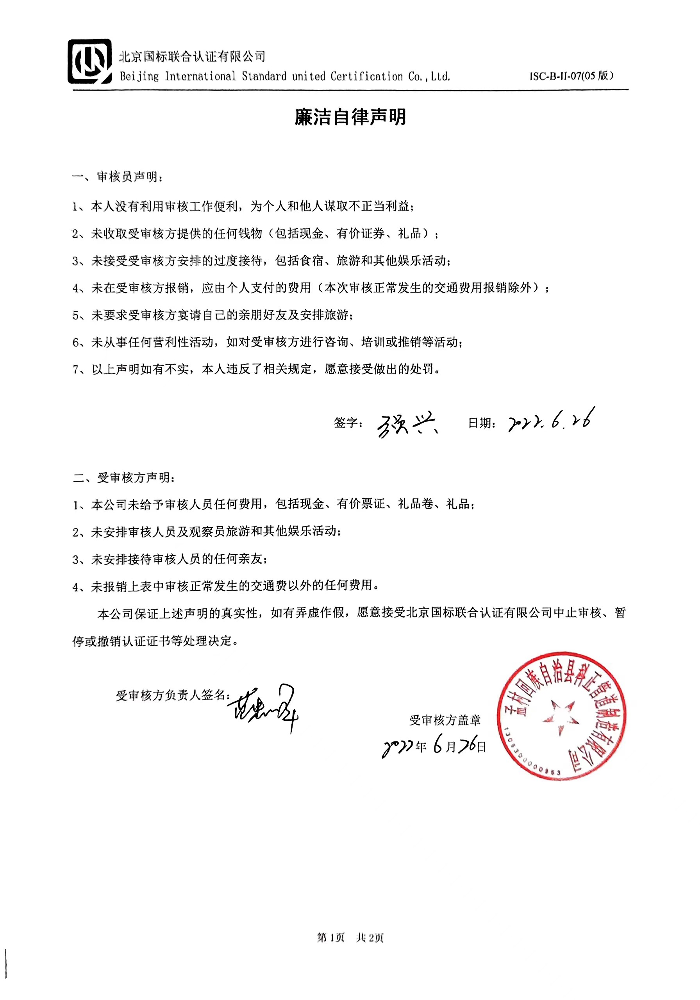 北京国标联合认证有限公司
Beijing International Standard united Certification Co.,Ltd.
ISC-B-II-07(05 版）
廉洁自律声明
一、审核员声明：
1、本人没有利用审核工作便利，为个人和他人谋取不正当利益；
2、未收取受审核方提供的任何钱物（包括现金、有价证券、礼品）；
3、未接受受审核方安排的过度接待，包括食宿、旅游和其他娱乐活动；
4、未在受审核方报销，应由个人支付的费用（本次审核正常发生的交通费用报销除外）；
5、未要求受审核方宴请自己的亲朋好友及安排旅游；
6、未从事任何营利性活动，如对受审核方进行咨询、培训或推销等活动；
7、以上声明如有不实，本人违反了相关规定，愿意接受做出的处罚。
签字： 强兴 日期： 2022.6.26
二、受审核方声明：
1、本公司未给予审核人员任何费用，包括现金、有价票证、礼品卷、礼品；
2、未安排审核人员及观察员旅游和其他娱乐活动；
3、未安排接待审核人员的任何亲友；
4、未报销上表中审核正常发生的交通费以外的任何费用。
本公司保证上述声明的真实性，如有弄虚作假，愿意接受北京国标联合认证有限公司中止审核、暂
停或撤销认证证书等处理决定。
受审核方负责人签名：
受审核方盖章
2022年6月26日
孟村回族自治县科正管道制造有限公司
1309300000953
第 1页 共 2页